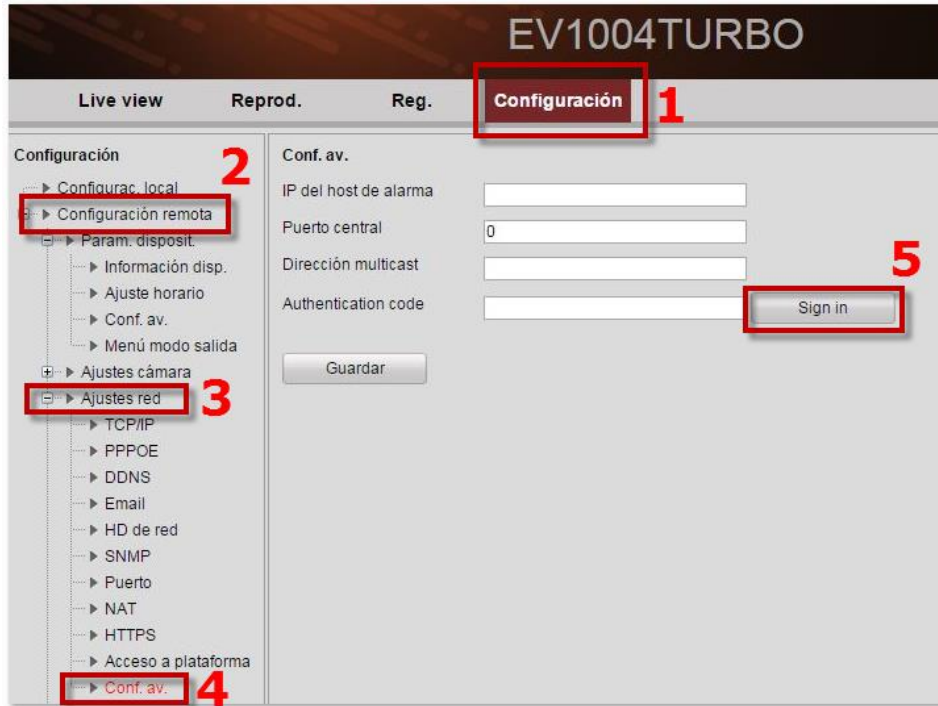 EV1004TURBO
Live view Reprod. Reg. Configuración 1
Configuración 2
Configurac. local
Configuración remota
Param. disposit.
Información disp.
Ajuste horario
Conf. av.
Menú modo salida
Ajustes cámara
Ajustes red 3
TCP/IP
PPPOE
DDNS
Email
HD de red
SNMP
Puerto
NAT
HTTPS
Acceso a plataforma
Conf. av. 4
Conf. av.
IP del host de alarma
Puerto central 0
Dirección multicast
Authentication code Sign in 5
Guardar